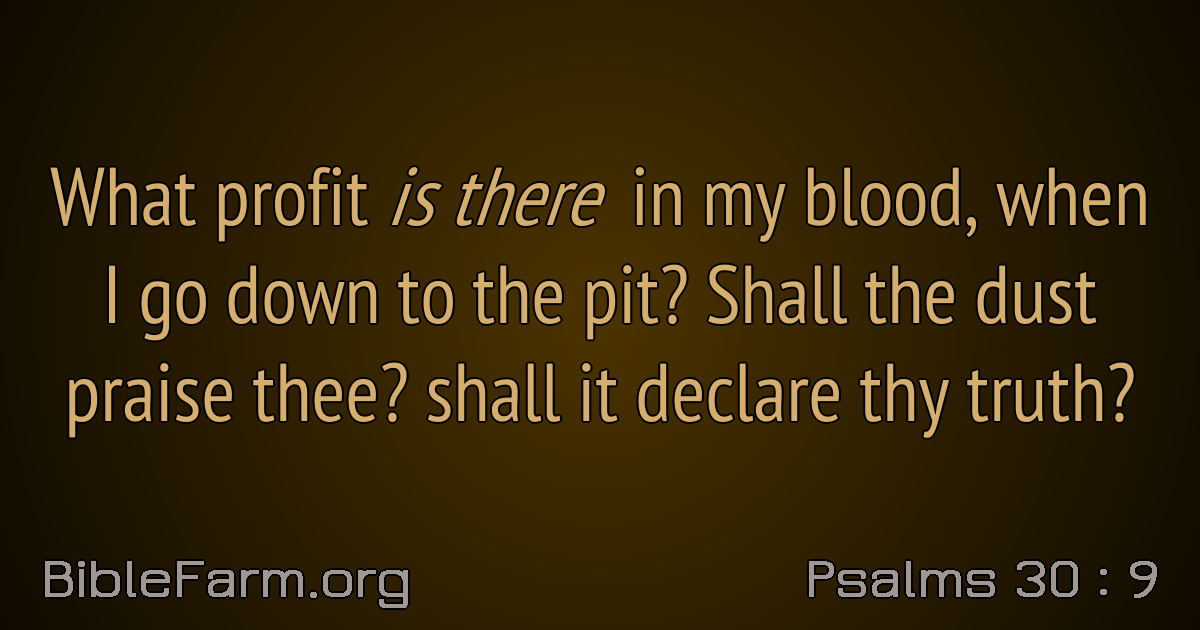 What profit is there in my blood, when
I go down to the pit? Shall the dust
praise thee? shall it declare thy truth?
BibleFarm.org
Psalms 30 : 9